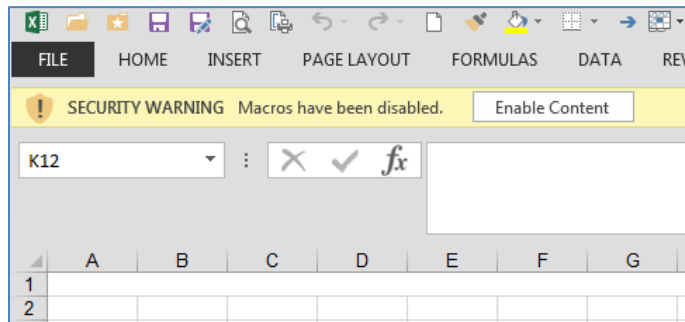 FILE HOME INSERT PAGE LAYOUT FORMULAS DATA RE
SECURITY WARNING Macros have been disabled. Enable Content
K12 fx
A B C D E F G
1
2